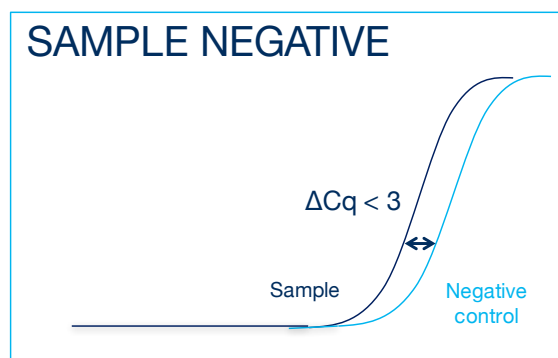 SAMPLE NEGATIVE
ΔCq < 3
Sample
Negative
control